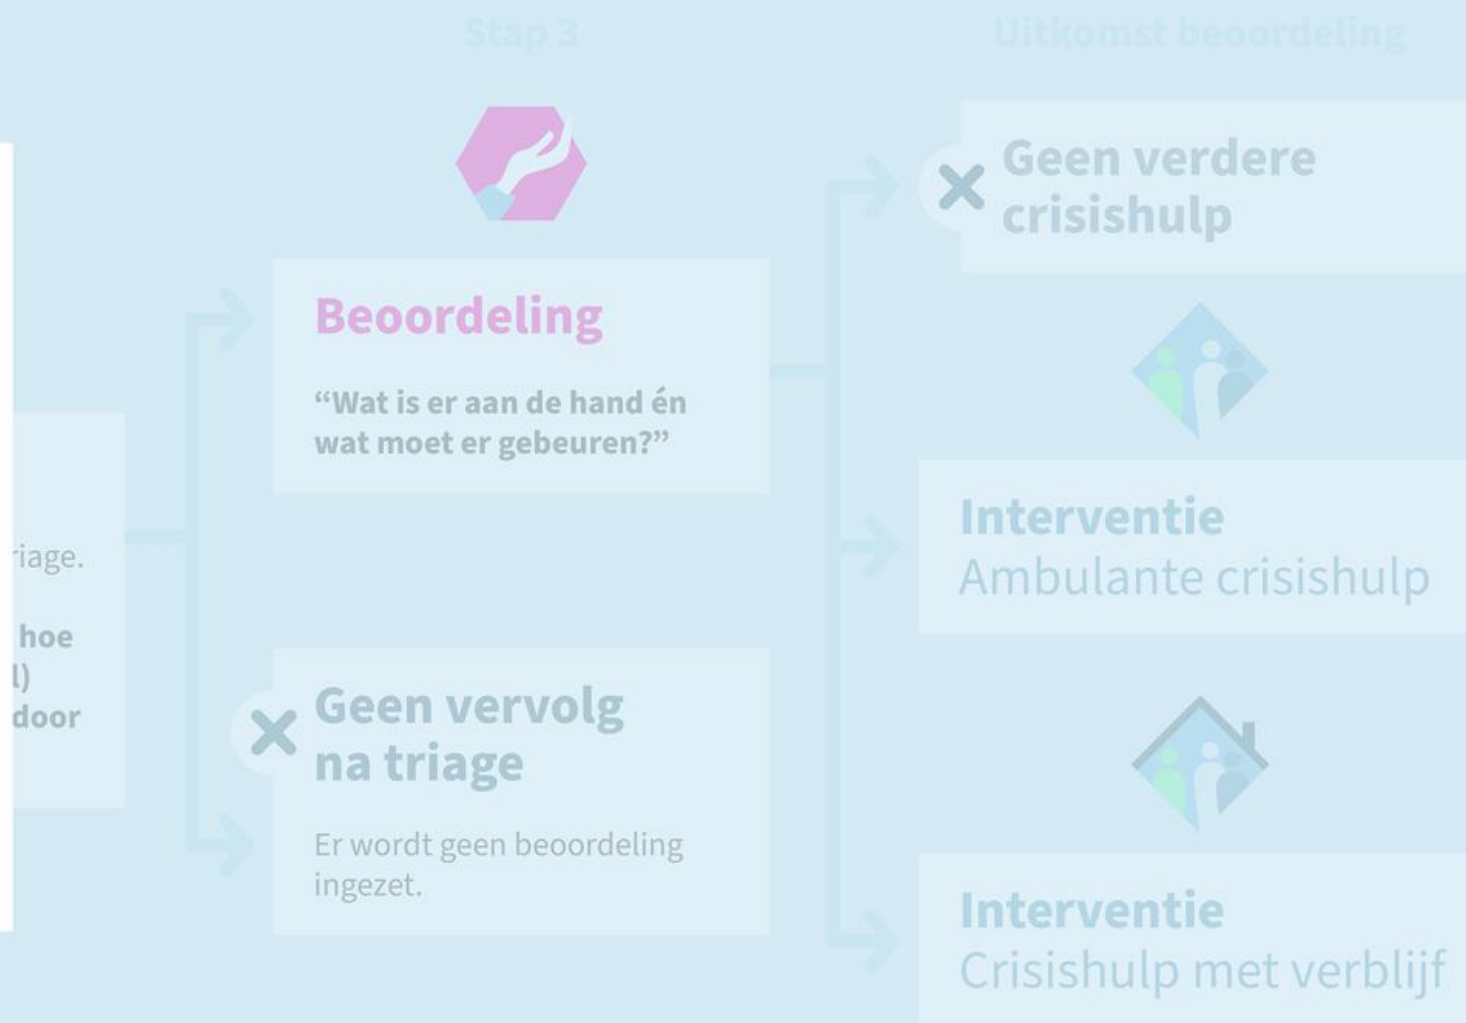 Stap 3
Uitkomst beoordeling
riage.
hoe
l)
door
Beoordeling
“Wat is er aan de hand én
wat moet er gebeuren?”
Geen vervolg
na triage
Er wordt geen beoordeling
ingezet.
Geen verdere
crisishulp
Interventie
Ambulante crisishulp
Interventie
Crisishulp met verblijf